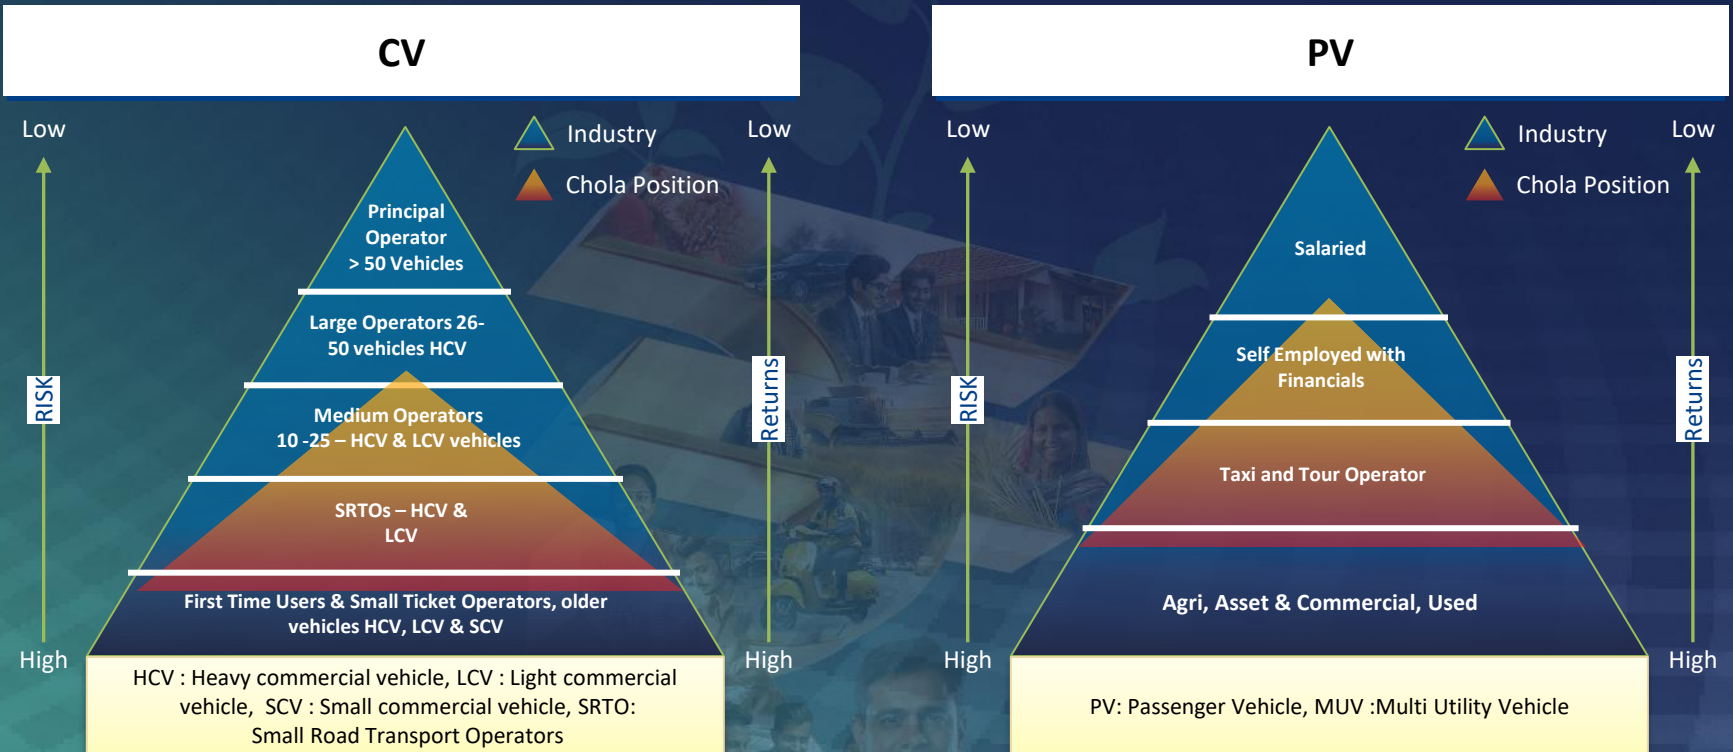 CV
Low
Industry
Chola Position
Low
Principal
Operator
> 50 Vehicles
Large Operators 26-
50 vehicles HCV
Medium Operators
10 -25 – HCV & LCV vehicles
SRTOs – HCV &
LCV
First Time Users & Small Ticket Operators, older
vehicles HCV, LCV & SCV
RISK
Returns
High
High
HCV : Heavy commercial vehicle, LCV : Light commercial
vehicle, SCV : Small commercial vehicle, SRTO:
Small Road Transport Operators
PV
Low
Industry
Chola Position
Low
Salaried
Self Employed with
Financials
Taxi and Tour Operator
Agri, Asset & Commercial, Used
RISK
Returns
High
High
PV: Passenger Vehicle, MUV :Multi Utility Vehicle